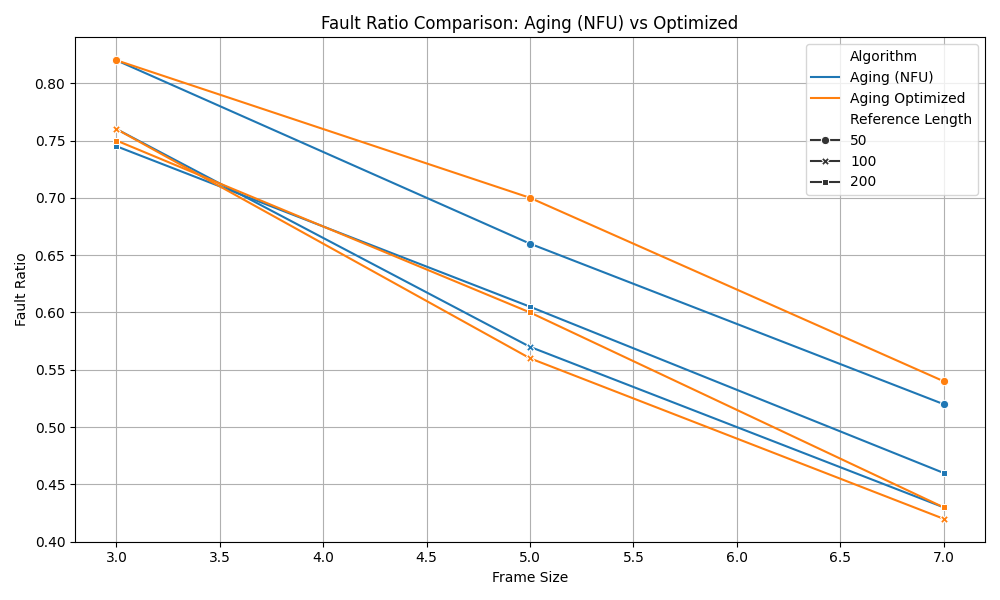 Fault Ratio Comparison: Aging (NFU) vs Optimized
Algorithm
Aging (NFU)
Aging Optimized
Reference Length
50
100
200
Fault Ratio
0.80
0.75
0.70
0.65
0.60
0.55
0.50
0.45
0.40
3.0 3.5 4.0 4.5 5.0 5.5 6.0 6.5 7.0
Frame Size